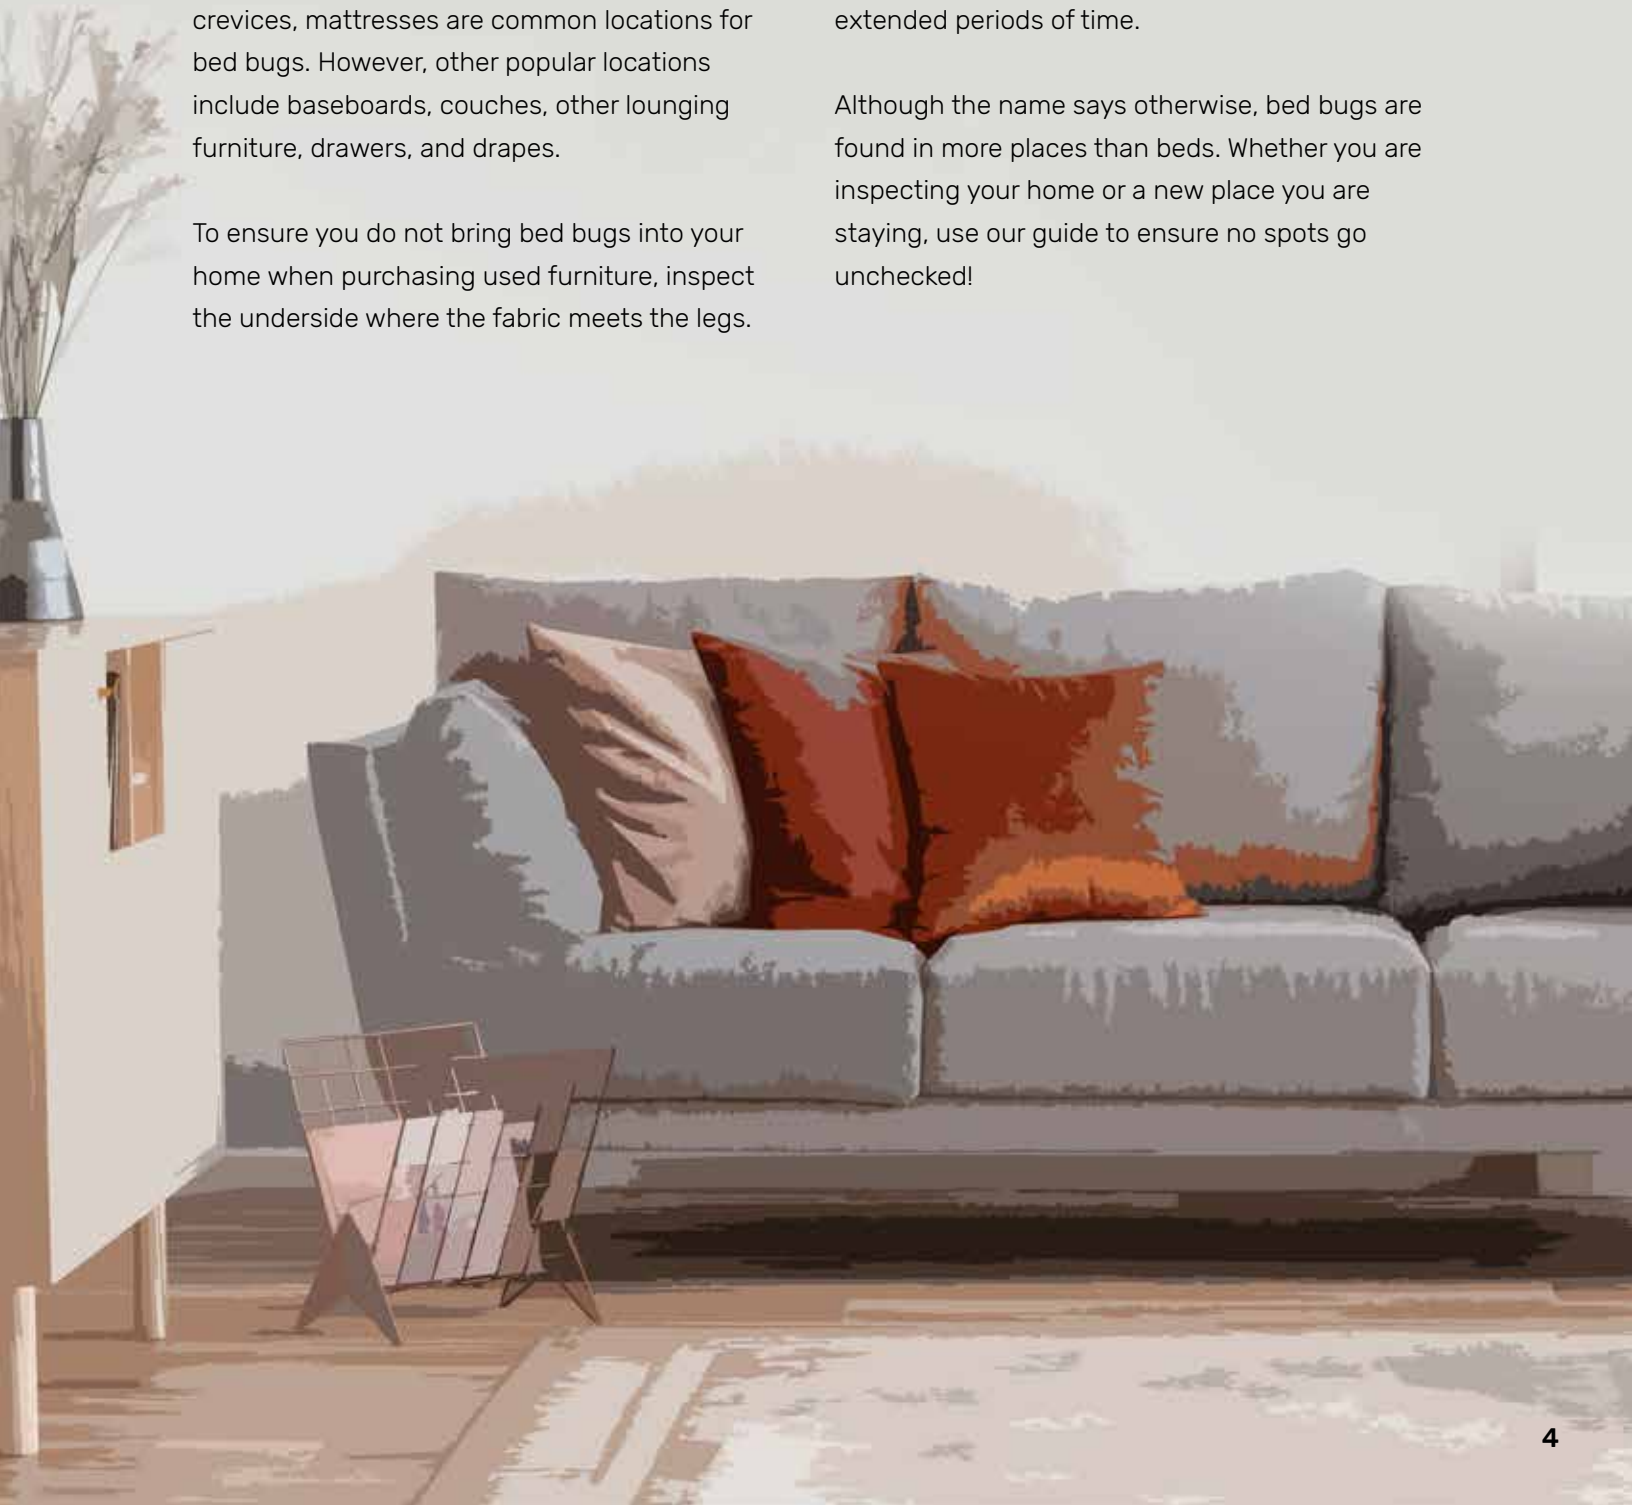 crevices, mattresses are common locations for
bed bugs. However, other popular locations
include baseboards, couches, other lounging
furniture, drawers, and drapes.
To ensure you do not bring bed bugs into your
home when purchasing used furniture, inspect
the underside where the fabric meets the legs.
extended periods of time.
Although the name says otherwise, bed bugs are
found in more places than beds. Whether you are
inspecting your home or a new place you are
staying, use our guide to ensure no spots go
unchecked!
4